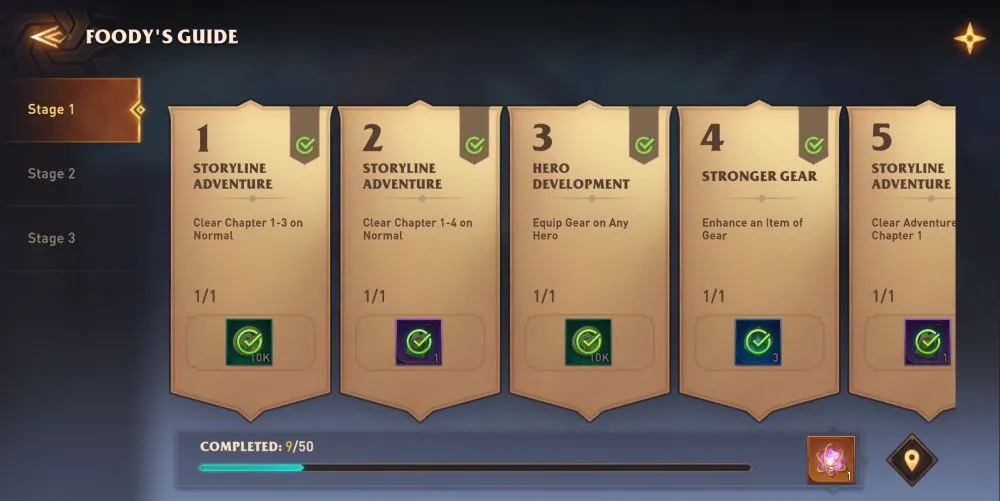 FOODY'S GUIDE
Stage 1
Stage 2
Stage 3
1
STORYLINE
ADVENTURE
Clear Chapter 1-3 on
Normal
1/1
10K
2
STORYLINE
ADVENTURE
Clear Chapter 1-4 on
Normal
1/1
1
3
HERO
DEVELOPMENT
Equip Gear on Any
Hero
1/1
10K
4
STRONGER GEAR
Enhance an Item of
Gear
1/1
3
5
STORYLINE
ADVENTURE
Clear Adventure
Chapter 1
1/1
1
COMPLETED: 9/50
1